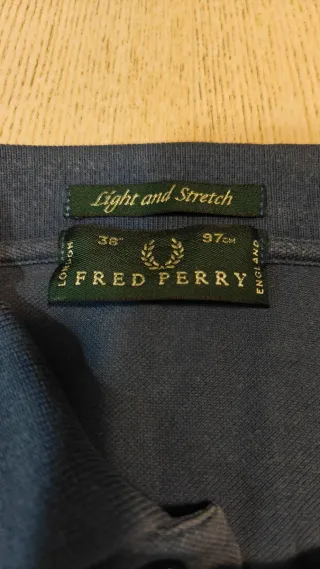 Light and Stretch
38" 97CM
LONDON
FRED PERRY
ENGLAND